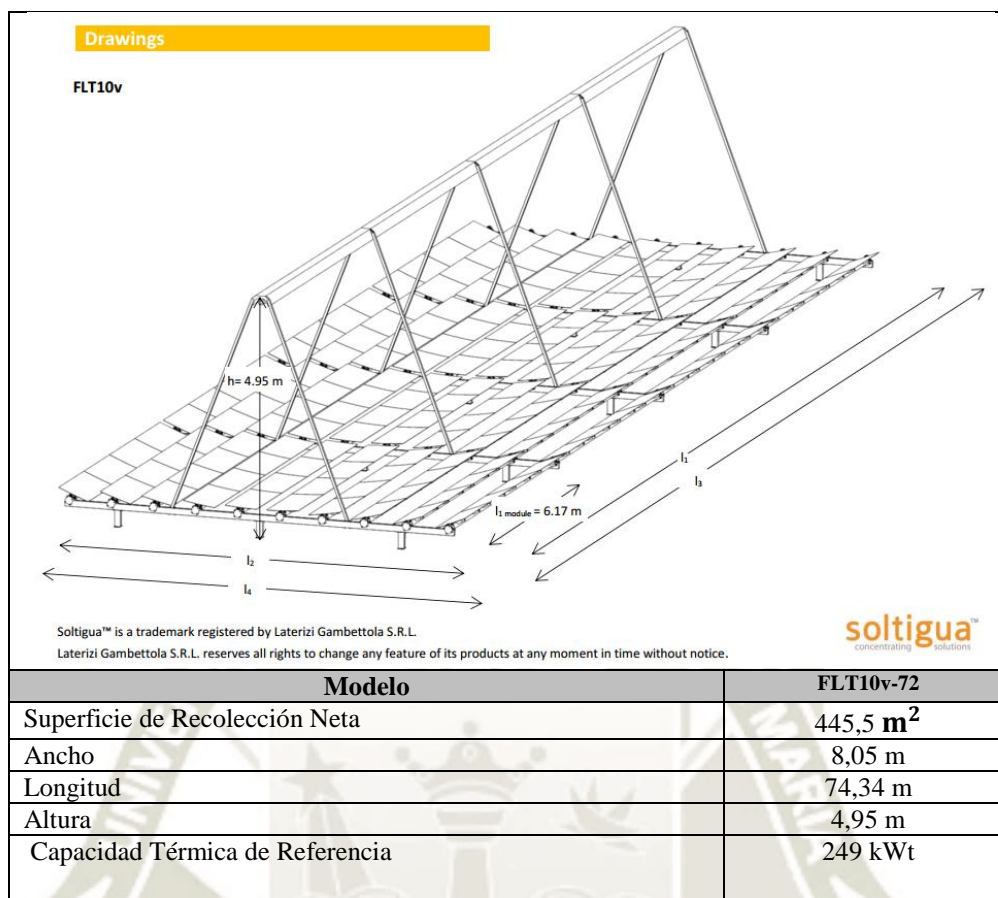 Drawings
FLT10v
h= 4.95 m
l₁
l₃
l₁ module = 6.17 m
l₂
l₄
Soltigua™ is a trademark registered by Laterizi Gambettola S.R.L.
Laterizi Gambettola S.R.L. reserves all rights to change any feature of its products at any moment in time without notice.
soltigua™
concentrating solutions
Modelo FLT10v-72
Superficie de Recolección Neta 445,5 m²
Ancho 8,05 m
Longitud 74,34 m
Altura 4,95 m
Capacidad Térmica de Referencia 249 kWt